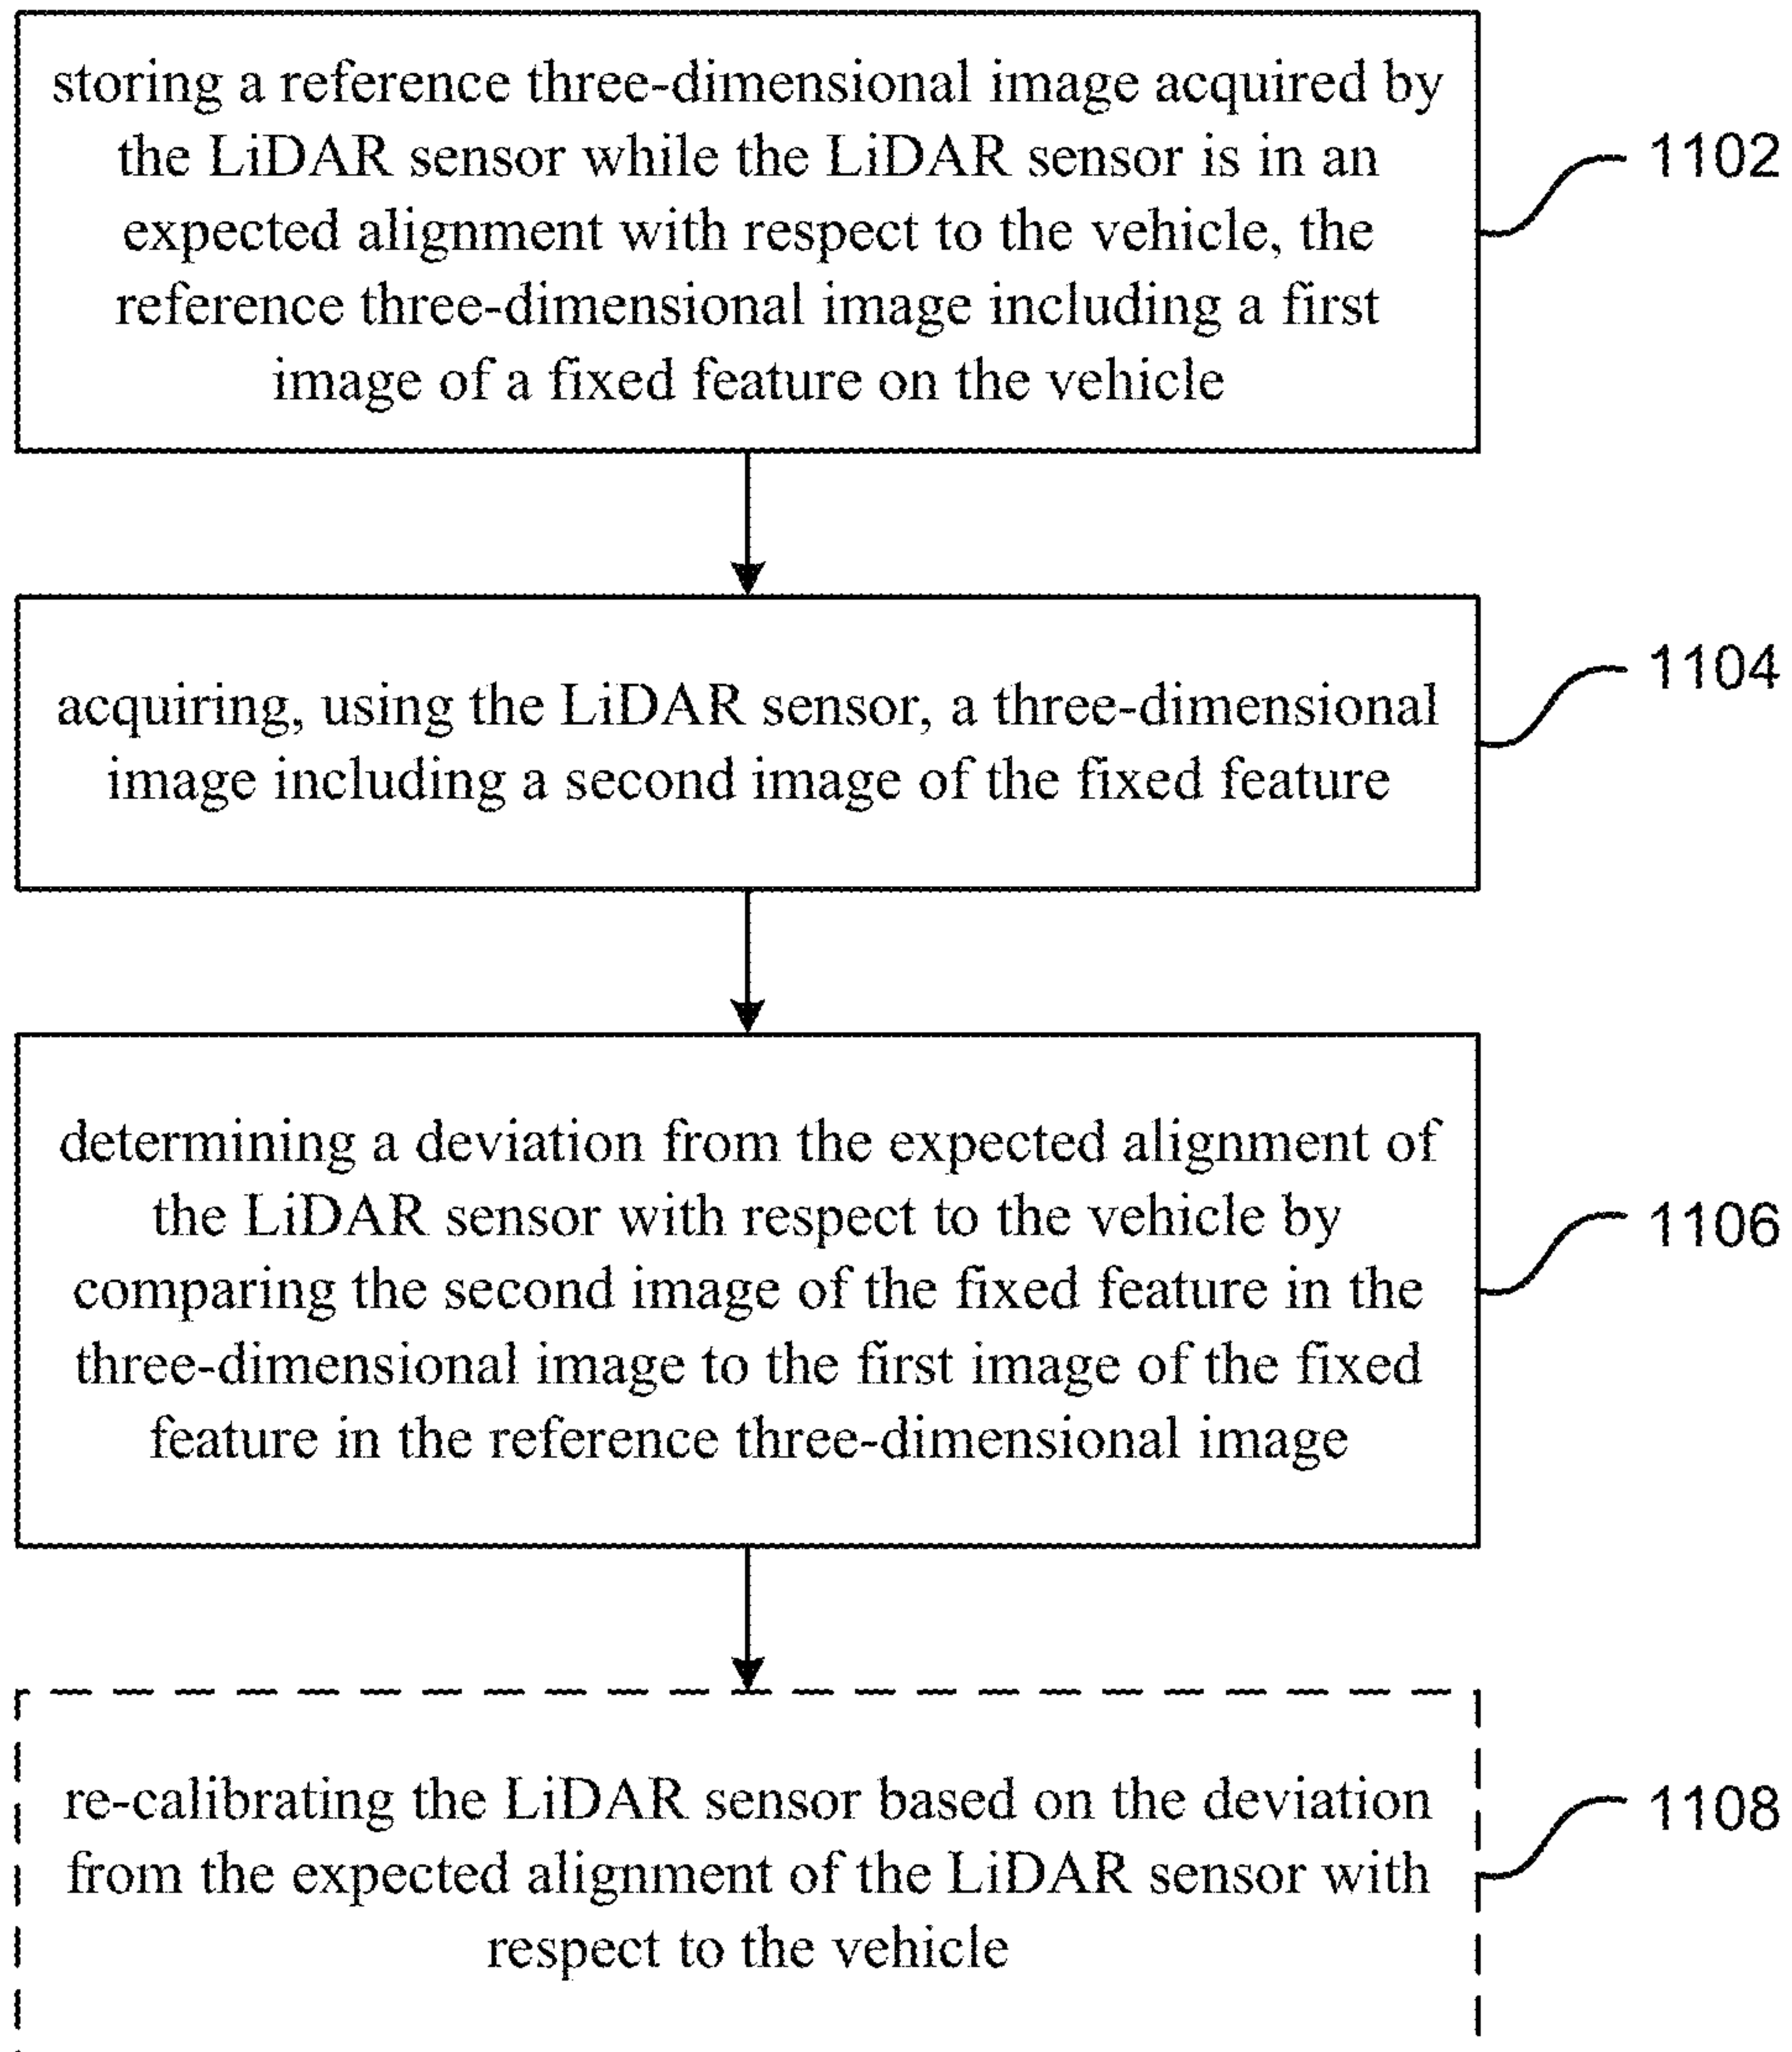 storing a reference three-dimensional image acquired by
the LiDAR sensor while the LiDAR sensor is in an
expected alignment with respect to the vehicle, the
reference three-dimensional image including a first
image of a fixed feature on the vehicle
1102
acquiring, using the LiDAR sensor, a three-dimensional
image including a second image of the fixed feature
1104
determining a deviation from the expected alignment of
the LiDAR sensor with respect to the vehicle by
comparing the second image of the fixed feature in the
three-dimensional image to the first image of the fixed
feature in the reference three-dimensional image
1106
re-calibrating the LiDAR sensor based on the deviation
from the expected alignment of the LiDAR sensor with
respect to the vehicle
1108